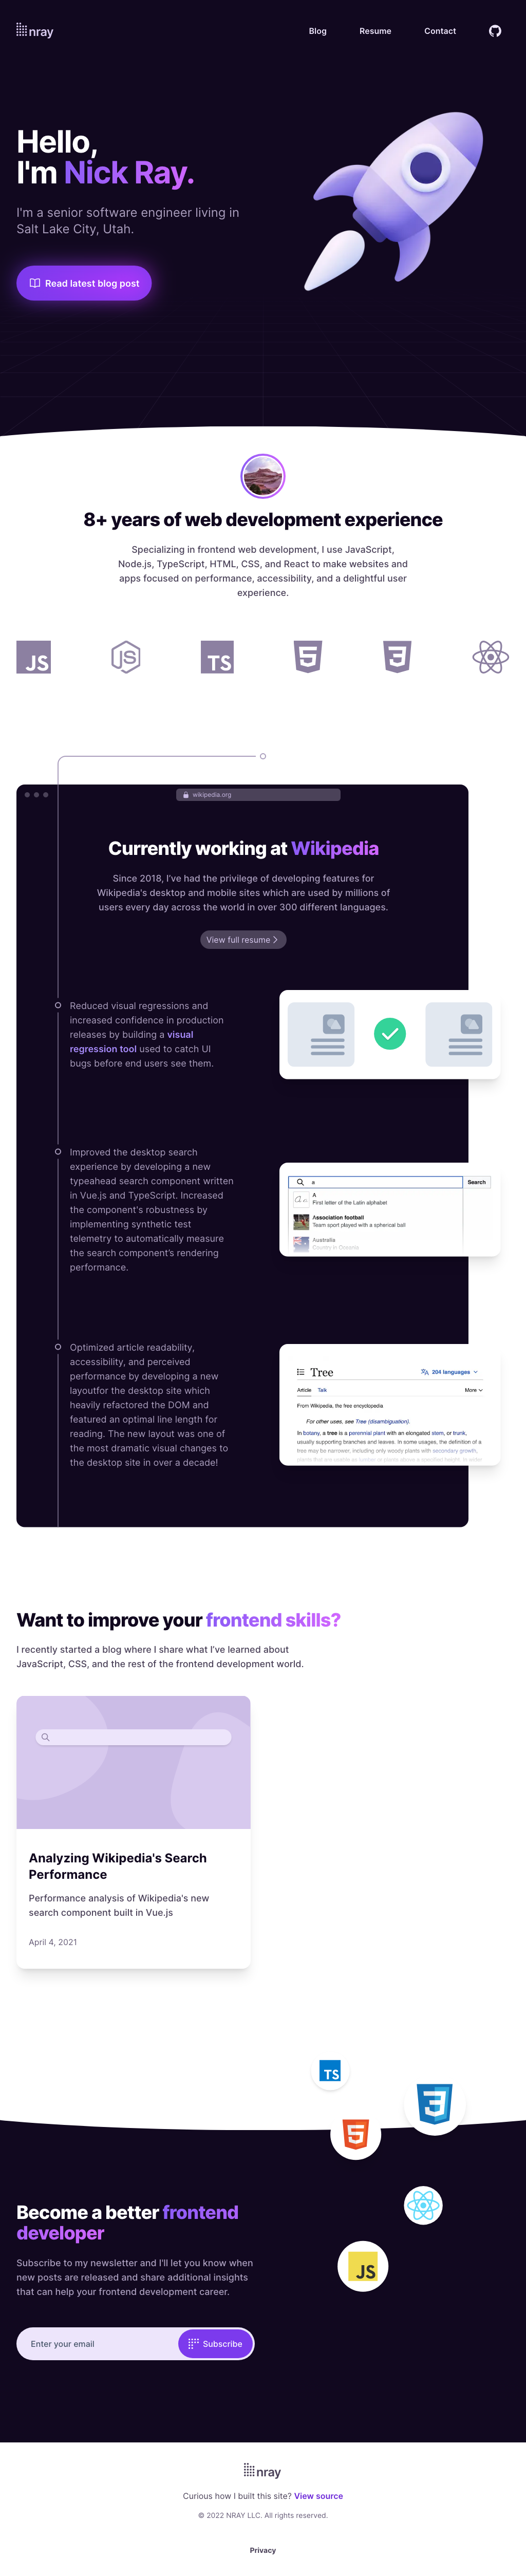 nray
Blog
Resume
Contact
Hello,
I'm Nick Ray.
I'm a senior software engineer living in
Salt Lake City, Utah.
Read latest blog post
8+ years of web development experience
Specializing in frontend web development, I use JavaScript,
Node.js, TypeScript, HTML, CSS, and React to make websites and
apps focused on performance, accessibility, and a delightful user
experience.
JS
JS
TS
5
3
wikipedia.org
Currently working at Wikipedia
Since 2018, I've had the privilege of developing features for
Wikipedia's desktop and mobile sites which are used by millions of
users every day across the world in over 300 different languages.
View full resume
Reduced visual regressions and
increased confidence in production
releases by building a visual
regression tool used to catch UI
bugs before end users see them.
Improved the desktop search
experience by developing a new
typeahead search component written
in Vue.js and TypeScript. Increased
the component's robustness by
implementing synthetic test
telemetry to automatically measure
the search component's rendering
performance.
a
Search
A
First letter of the Latin alphabet
Association football
Team sport played with a spherical ball
Australia
Country in Oceania
Optimized article readability,
accessibility, and perceived
performance by developing a new
layoutfor the desktop site which
heavily refactored the DOM and
featured an optimal line length for
reading. The new layout was one of
the most dramatic visual changes to
the desktop site in over a decade!
Tree
204 languages
Article
Talk
More
From Wikipedia, the free encyclopedia
For other uses, see Tree (disambiguation).
In botany, a tree is a perennial plant with an elongated stem, or trunk,
usually supporting branches and leaves. In some usages, the definition of a
tree may be narrower, including only woody plants with secondary growth,
Want to improve your frontend skills?
I recently started a blog where I share what I've learned about
JavaScript, CSS, and the rest of the frontend development world.
Analyzing Wikipedia's Search
Performance
Performance analysis of Wikipedia's new
search component built in Vue.js
April 4, 2021
TS
3
5
JS
Become a better frontend
developer
Subscribe to my newsletter and I'll let you know when
new posts are released and share additional insights
that can help your frontend development career.
Enter your email
Subscribe
nray
Curious how I built this site? View source
© 2022 NRAY LLC. All rights reserved.
Privacy